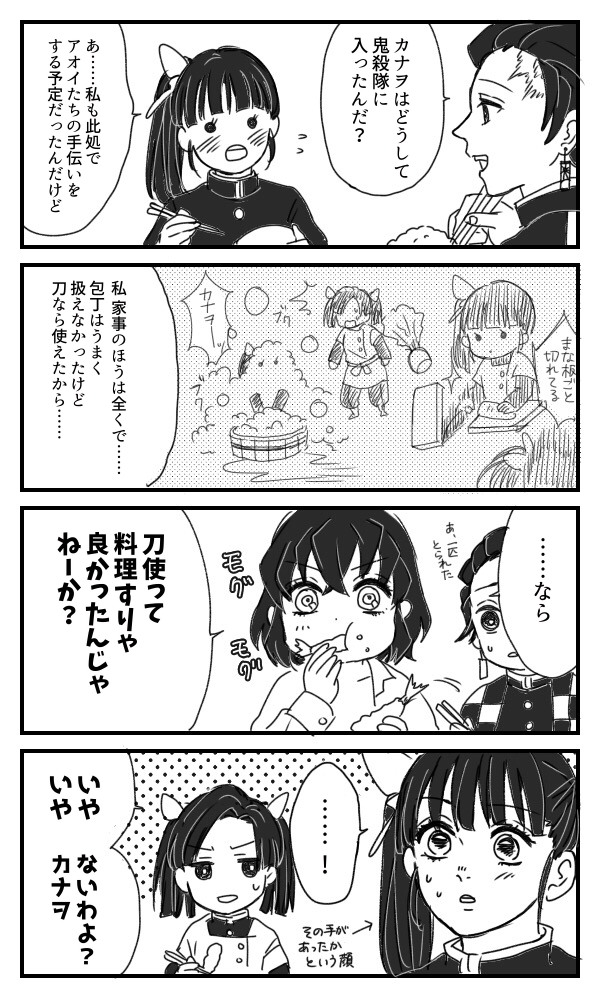 カナヲはどうして
鬼殺隊に
入ったんだ？
あ……私も此処で
アオイたちの手伝いを
する予定だったんだけど
まな板ごと
切れてる
ブクブク
カナヲー
私 家事のほうは全くで……
包丁はうまく
扱えなかったけど
刀なら使えたから……
……なら
あ、一匹
とられた
モグ
モグ
刀使って
料理すりゃ
良かったんじゃ
ねーか？
………！
その手が
あったか
という顔
いや ないわよ？
いや カナヲ